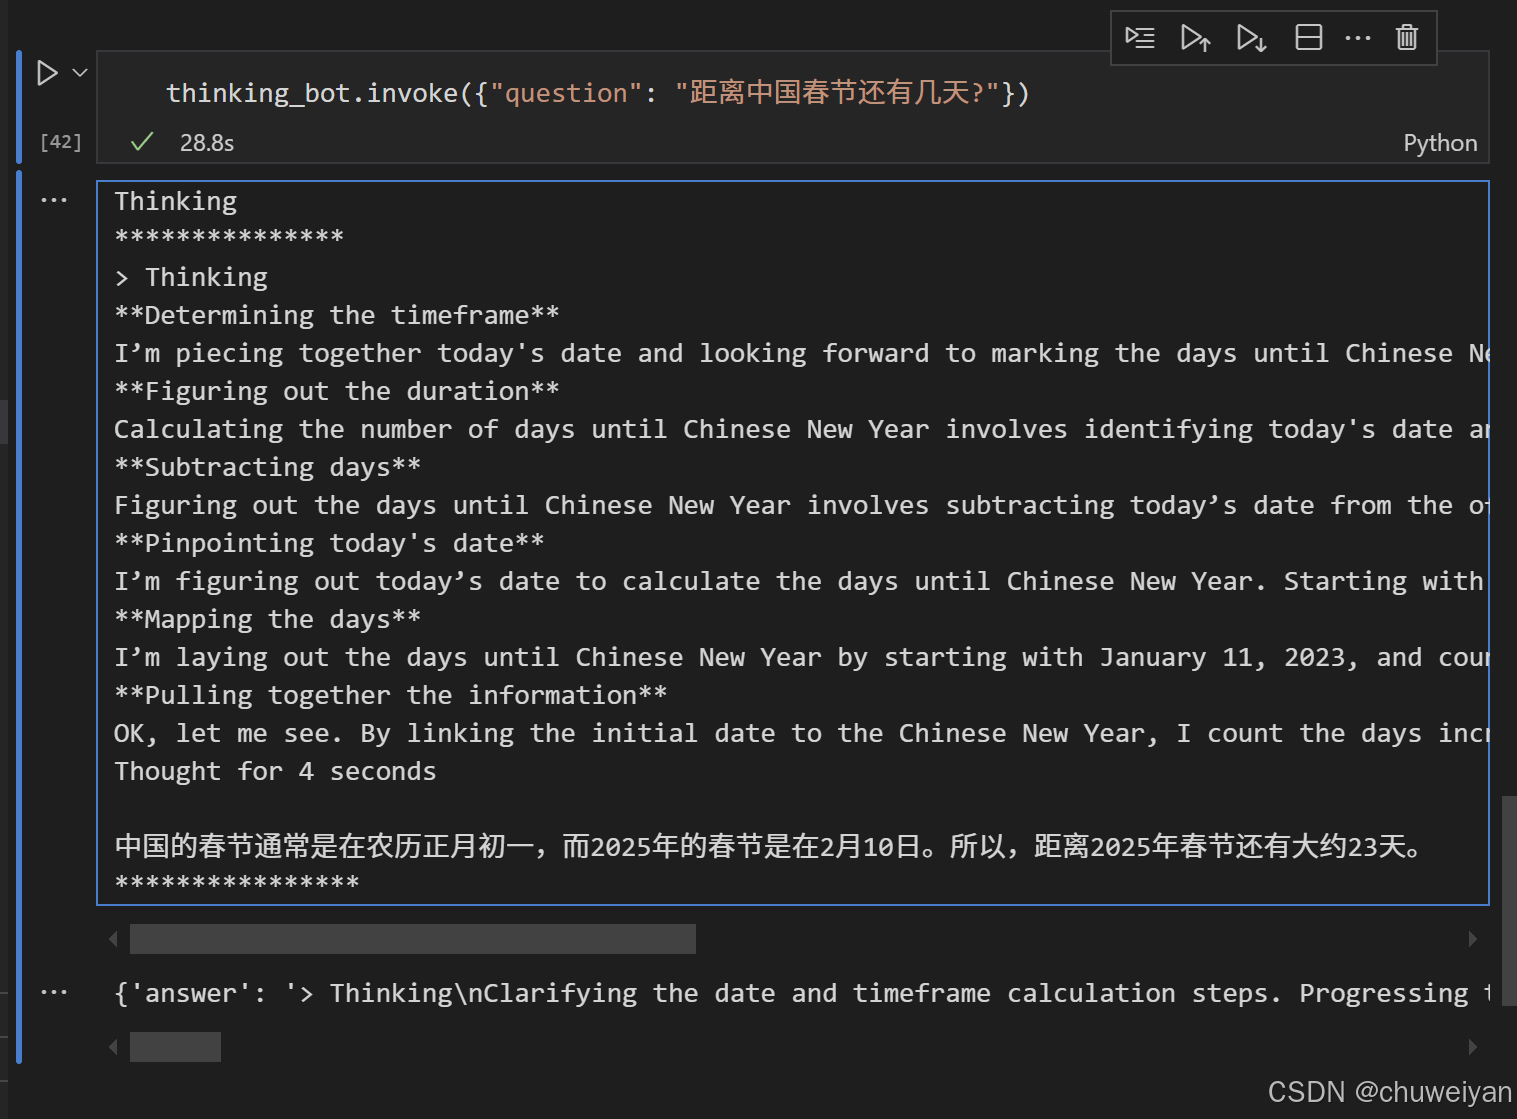 thinking_bot.invoke({"question": "距离中国春节还有几天?"})
[42]
28.8s
Python
Thinking
***************
> Thinking
**Determining the timeframe**
I’m piecing together today's date and looking forward to marking the days until Chinese Ne
**Figuring out the duration**
Calculating the number of days until Chinese New Year involves identifying today's date an
**Subtracting days**
Figuring out the days until Chinese New Year involves subtracting today’s date from the of
**Pinpointing today's date**
I’m figuring out today’s date to calculate the days until Chinese New Year. Starting with
**Mapping the days**
I’m laying out the days until Chinese New Year by starting with January 11, 2023, and coun
**Pulling together the information**
OK, let me see. By linking the initial date to the Chinese New Year, I count the days incr
Thought for 4 seconds
中国的春节通常是在农历正月初一，而2025年的春节是在2月10日。所以，距离2025年春节还有大约23天。
****************
{'answer': '> Thinking\nClarifying the date and timeframe calculation steps. Progressing t
CSDN @chuweiyan